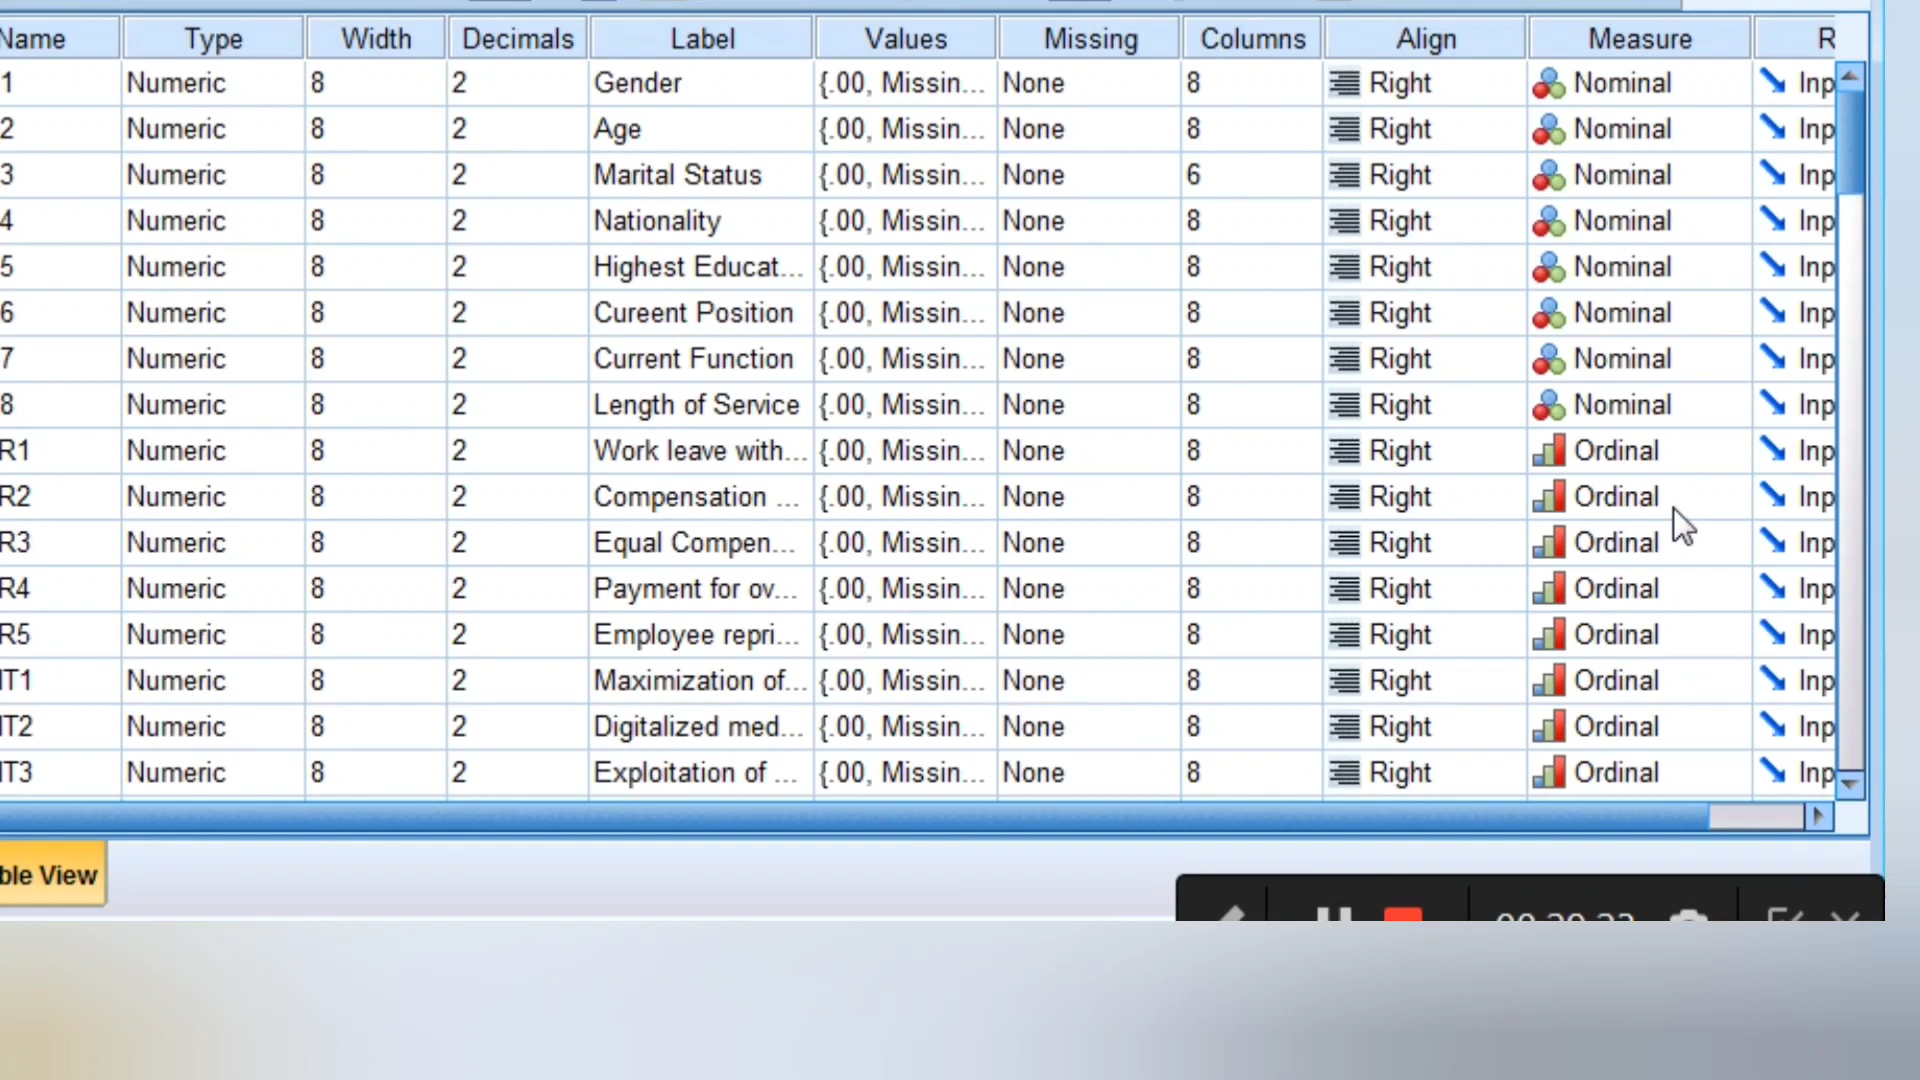 Name Type Width Decimals Label Values Missing Columns Align Measure R
1 Numeric 8 2 Gender {.00, Missin... None 8 Right Nominal Inp
2 Numeric 8 2 Age {.00, Missin... None 8 Right Nominal Inp
3 Numeric 8 2 Marital Status {.00, Missin... None 6 Right Nominal Inp
4 Numeric 8 2 Nationality {.00, Missin... None 8 Right Nominal Inp
5 Numeric 8 2 Highest Educat... {.00, Missin... None 8 Right Nominal Inp
6 Numeric 8 2 Cureent Position {.00, Missin... None 8 Right Nominal Inp
7 Numeric 8 2 Current Function {.00, Missin... None 8 Right Nominal Inp
8 Numeric 8 2 Length of Service {.00, Missin... None 8 Right Nominal Inp
R1 Numeric 8 2 Work leave with... {.00, Missin... None 8 Right Ordinal Inp
R2 Numeric 8 2 Compensation ... {.00, Missin... None 8 Right Ordinal Inp
R3 Numeric 8 2 Equal Compen... {.00, Missin... None 8 Right Ordinal Inp
R4 Numeric 8 2 Payment for ov... {.00, Missin... None 8 Right Ordinal Inp
R5 Numeric 8 2 Employee repri... {.00, Missin... None 8 Right Ordinal Inp
IT1 Numeric 8 2 Maximization of... {.00, Missin... None 8 Right Ordinal Inp
IT2 Numeric 8 2 Digitalized med... {.00, Missin... None 8 Right Ordinal Inp
IT3 Numeric 8 2 Exploitation of ... {.00, Missin... None 8 Right Ordinal Inp
ble View